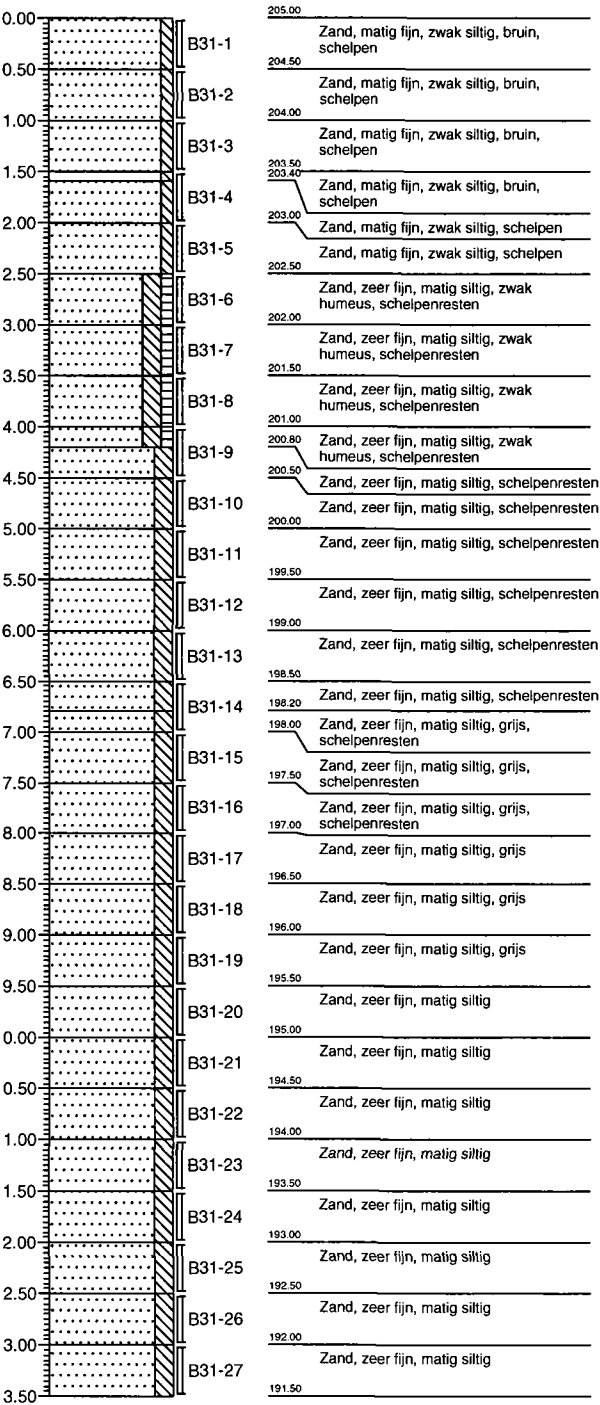 0.00
0.50
1.00
1.50
2.00
2.50
3.00
3.50
4.00
4.50
5.00
5.50
6.00
6.50
7.00
7.50
8.00
8.50
9.00
9.50
0.00
0.50
1.00
1.50
2.00
2.50
3.00
3.50
B31-1
B31-2
B31-3
B31-4
B31-5
B31-6
B31-7
B31-8
B31-9
B31-10
B31-11
B31-12
B31-13
B31-14
B31-15
B31-16
B31-17
B31-18
B31-19
B31-20
B31-21
B31-22
B31-23
B31-24
B31-25
B31-26
B31-27
205.00
Zand, matig fijn, zwak siltig, bruin,
schelpen
204.50
Zand, matig fijn, zwak siltig, bruin,
schelpen
204.00
Zand, matig fijn, zwak siltig, bruin,
schelpen
203.50
203.40
Zand, matig fijn, zwak siltig, bruin,
schelpen
203.00
Zand, matig fijn, zwak siltig, schelpen
Zand, matig fijn, zwak siltig, schelpen
202.50
Zand, zeer fijn, matig siltig, zwak
humeus, schelpenresten
202.00
Zand, zeer fijn, matig siltig, zwak
humeus, schelpenresten
201.50
Zand, zeer fijn, matig siltig, zwak
humeus, schelpenresten
201.00
200.80
Zand, zeer fijn, matig siltig, zwak
humeus, schelpenresten
200.50
Zand, zeer fijn, matig siltig, schelpenresten
Zand, zeer fijn, matig siltig, schelpenresten
200.00
Zand, zeer fijn, matig siltig, schelpenresten
199.50
Zand, zeer fijn, matig siltig, schelpenresten
199.00
Zand, zeer fijn, matig siltig, schelpenresten
198.50
Zand, zeer fijn, matig siltig, schelpenresten
198.20
198.00
Zand, zeer fijn, matig siltig, grijs,
schelpenresten
Zand, zeer fijn, matig siltig, grijs,
schelpenresten
197.50
Zand, zeer fijn, matig siltig, grijs,
schelpenresten
197.00
Zand, zeer fijn, matig siltig, grijs
196.50
Zand, zeer fijn, matig siltig, grijs
196.00
Zand, zeer fijn, matig siltig, grijs
195.50
Zand, zeer fijn, matig siltig
195.00
Zand, zeer fijn, matig siltig
194.50
Zand, zeer fijn, matig siltig
194.00
Zand, zeer fijn, matig siltig
193.50
Zand, zeer fijn, matig siltig
193.00
Zand, zeer fijn, matig siltig
192.50
Zand, zeer fijn, matig siltig
192.00
Zand, zeer fijn, matig siltig
191.50